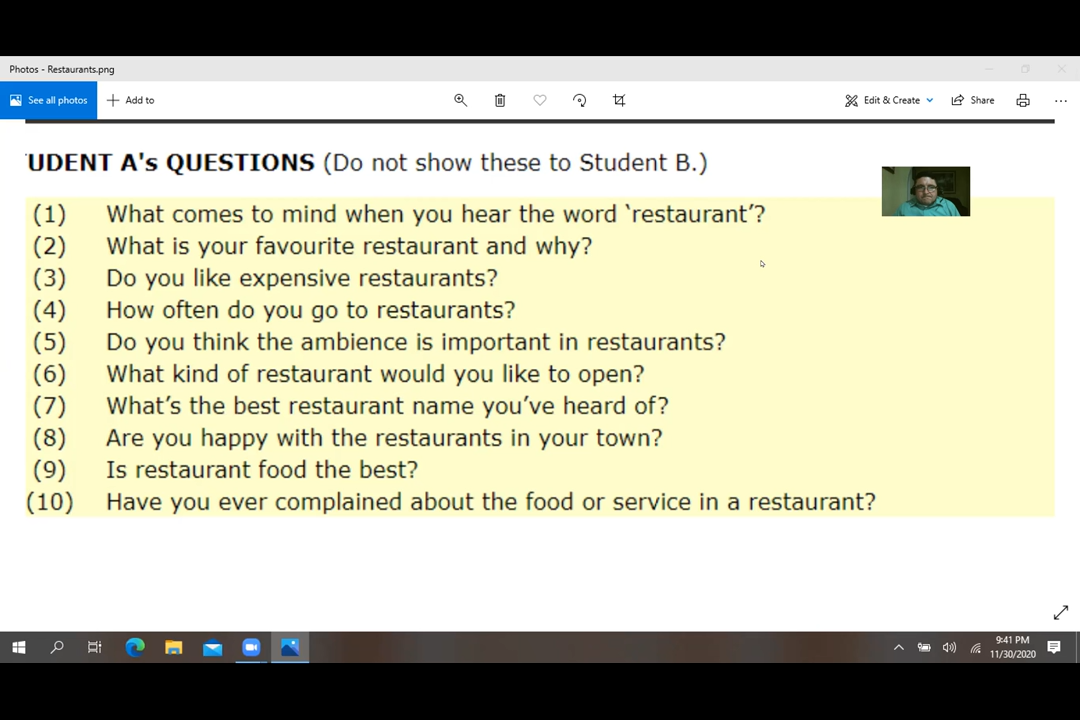 Photos - Restaurants.png
See all photos
Add to
Edit & Create
Share
UDENT A's QUESTIONS (Do not show these to Student B.)
(1) What comes to mind when you hear the word ‛restaurant’?
(2) What is your favourite restaurant and why?
(3) Do you like expensive restaurants?
(4) How often do you go to restaurants?
(5) Do you think the ambience is important in restaurants?
(6) What kind of restaurant would you like to open?
(7) What’s the best restaurant name you’ve heard of?
(8) Are you happy with the restaurants in your town?
(9) Is restaurant food the best?
(10) Have you ever complained about the food or service in a restaurant?
9:41 PM
11/30/2020